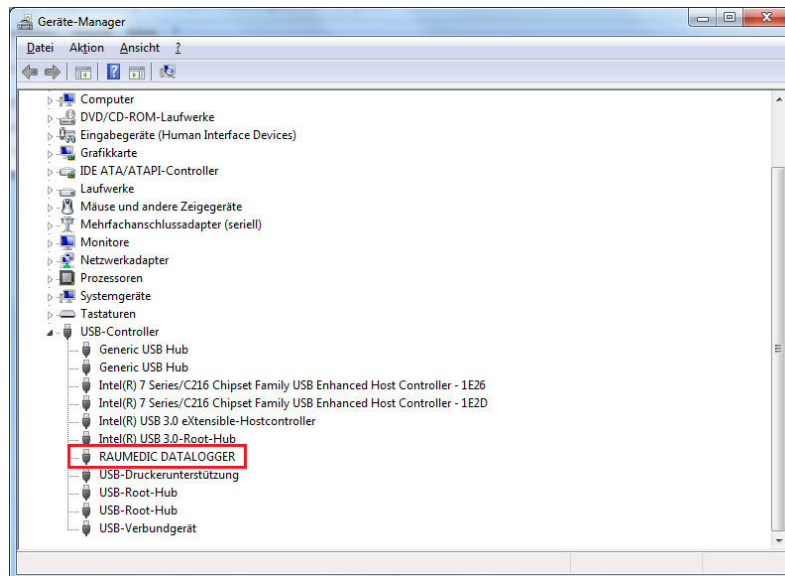 Geräte-Manager
Datei Aktion Ansicht ?
Computer
DVD/CD-ROM-Laufwerke
Eingabegeräte (Human Interface Devices)
Grafikkarte
IDE ATA/ATAPI-Controller
Laufwerke
Mäuse und andere Zeigegeräte
Mehrfachanschlussadapter (seriell)
Monitore
Netzwerkadapter
Prozessoren
Systemgeräte
Tastaturen
USB-Controller
Generic USB Hub
Generic USB Hub
Intel(R) 7 Series/C216 Chipset Family USB Enhanced Host Controller - 1E26
Intel(R) 7 Series/C216 Chipset Family USB Enhanced Host Controller - 1E2D
Intel(R) USB 3.0 eXtensible-Hostcontroller
Intel(R) USB 3.0-Root-Hub
RAUMEDIC DATALOGGER
USB-Druckerunterstützung
USB-Root-Hub
USB-Root-Hub
USB-Verbundgerät